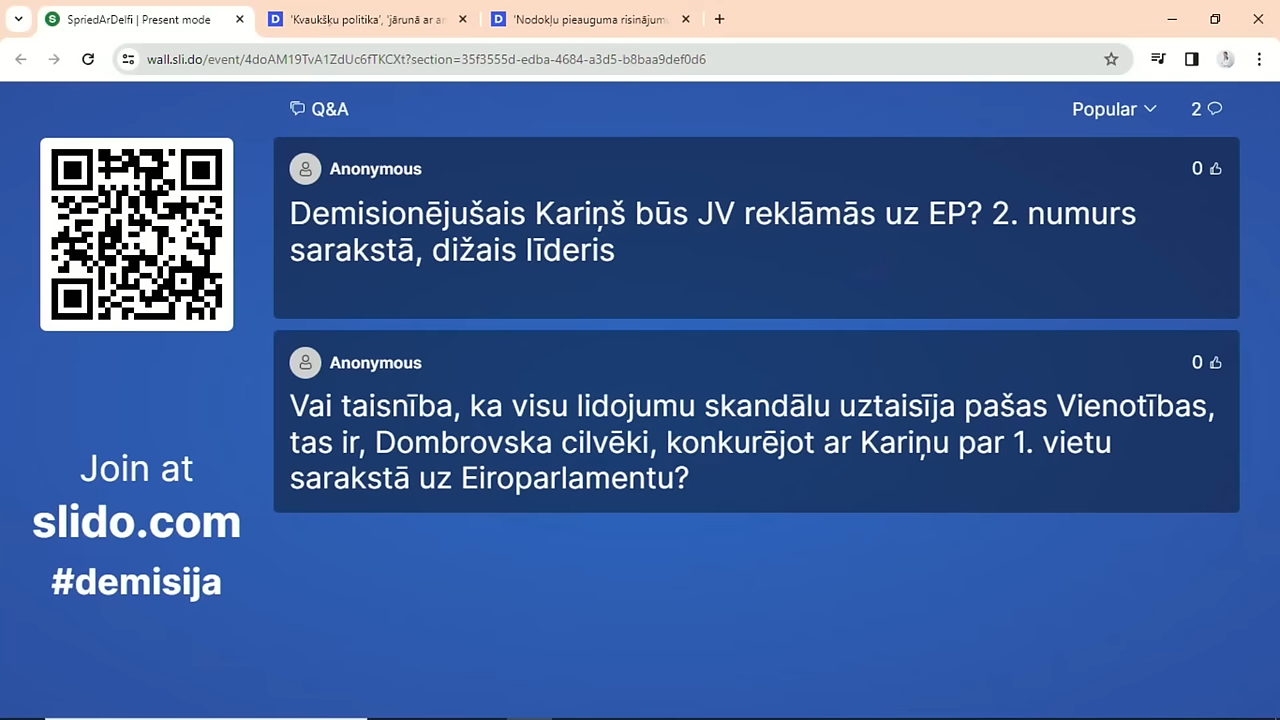 SpriedArDelfi | Present mode
'Kvaukšķu politika', 'jārunā ar ar
'Nodokļu pieauguma risinājumu
wall.sli.do/event/4doAM19TvA1ZdUc6fTKCXt?section=35f3555d-edba-4684-a3d5-b8baa9def0d6
Q&A
Popular
2
Anonymous
0
Demisionējušais Kariņš būs JV reklāmās uz EP? 2. numurs
sarakstā, dižais līderis
Anonymous
0
Vai taisnība, ka visu lidojumu skandālu uztaisīja pašas Vienotības,
tas ir, Dombrovska cilvēki, konkurējot ar Kariņu par 1. vietu
sarakstā uz Eiroparlamentu?
Join at
slido.com
#demisija